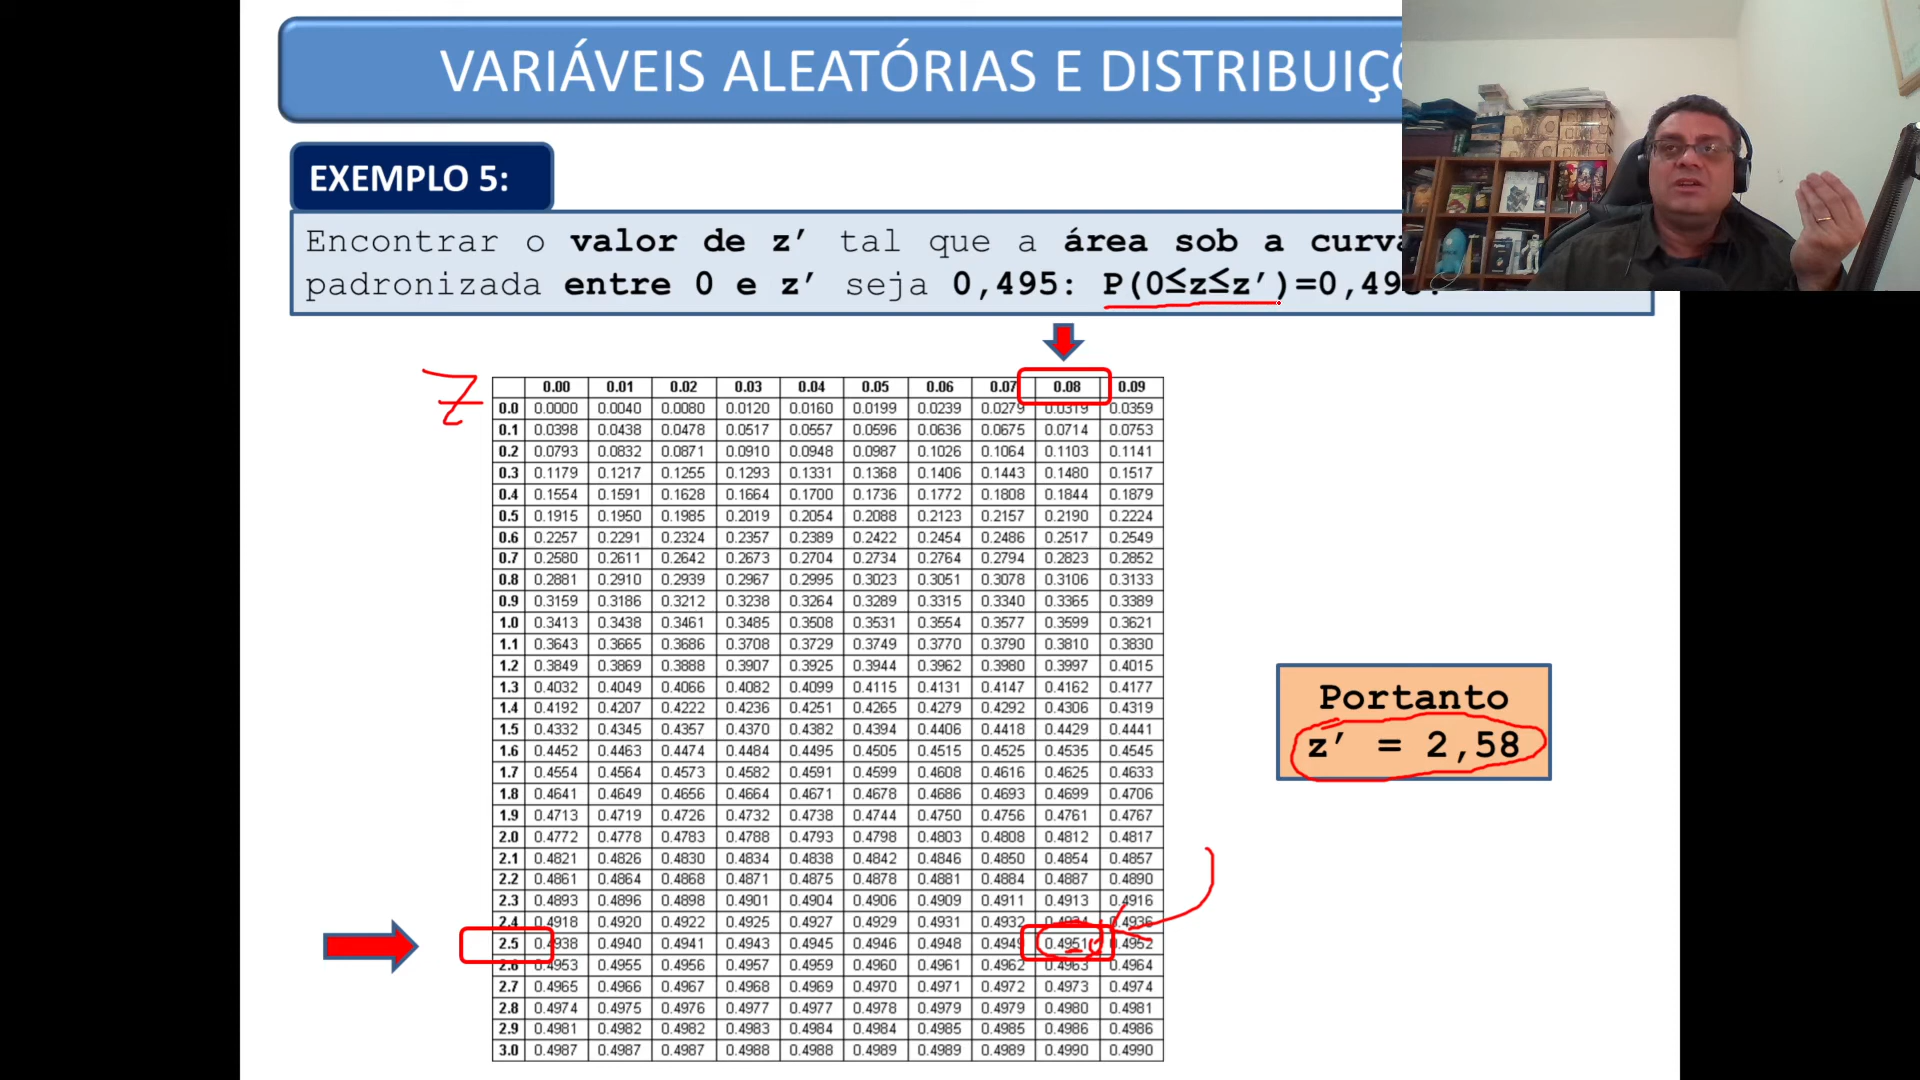 VARIÁVEIS ALEATÓRIAS E DISTRIBUIÇÕ
EXEMPLO 5:
Encontrar o valor de z’ tal que a área sob a curva
padronizada entre 0 e z’ seja 0,495: P(0≤z≤z’)=0,495.
Z
0.00 0.01 0.02 0.03 0.04 0.05 0.06 0.07 0.08 0.09
0.0 0.0000 0.0040 0.0080 0.0120 0.0160 0.0199 0.0239 0.0279 0.0319 0.0359
0.1 0.0398 0.0438 0.0478 0.0517 0.0557 0.0596 0.0636 0.0675 0.0714 0.0753
0.2 0.0793 0.0832 0.0871 0.0910 0.0948 0.0987 0.1026 0.1064 0.1103 0.1141
0.3 0.1179 0.1217 0.1255 0.1293 0.1331 0.1368 0.1406 0.1443 0.1480 0.1517
0.4 0.1554 0.1591 0.1628 0.1664 0.1700 0.1736 0.1772 0.1808 0.1844 0.1879
0.5 0.1915 0.1950 0.1985 0.2019 0.2054 0.2088 0.2123 0.2157 0.2190 0.2224
0.6 0.2257 0.2291 0.2324 0.2357 0.2389 0.2422 0.2454 0.2486 0.2517 0.2549
0.7 0.2580 0.2611 0.2642 0.2673 0.2704 0.2734 0.2764 0.2794 0.2823 0.2852
0.8 0.2881 0.2910 0.2939 0.2967 0.2995 0.3023 0.3051 0.3078 0.3106 0.3133
0.9 0.3159 0.3186 0.3212 0.3238 0.3264 0.3289 0.3315 0.3340 0.3365 0.3389
1.0 0.3413 0.3438 0.3461 0.3485 0.3508 0.3531 0.3554 0.3577 0.3599 0.3621
1.1 0.3643 0.3665 0.3686 0.3708 0.3729 0.3749 0.3770 0.3790 0.3810 0.3830
1.2 0.3849 0.3869 0.3888 0.3907 0.3925 0.3944 0.3962 0.3980 0.3997 0.4015
1.3 0.4032 0.4049 0.4066 0.4082 0.4099 0.4115 0.4131 0.4147 0.4162 0.4177
1.4 0.4192 0.4207 0.4222 0.4236 0.4251 0.4265 0.4279 0.4292 0.4306 0.4319
1.5 0.4332 0.4345 0.4357 0.4370 0.4382 0.4394 0.4406 0.4418 0.4429 0.4441
1.6 0.4452 0.4463 0.4474 0.4484 0.4495 0.4505 0.4515 0.4525 0.4535 0.4545
1.7 0.4554 0.4564 0.4573 0.4582 0.4591 0.4599 0.4608 0.4616 0.4625 0.4633
1.8 0.4641 0.4649 0.4656 0.4664 0.4671 0.4678 0.4686 0.4693 0.4699 0.4706
1.9 0.4713 0.4719 0.4726 0.4732 0.4738 0.4744 0.4750 0.4756 0.4761 0.4767
2.0 0.4772 0.4778 0.4783 0.4788 0.4793 0.4798 0.4803 0.4808 0.4812 0.4817
2.1 0.4821 0.4826 0.4830 0.4834 0.4838 0.4842 0.4846 0.4850 0.4854 0.4857
2.2 0.4861 0.4864 0.4868 0.4871 0.4875 0.4878 0.4881 0.4884 0.4887 0.4890
2.3 0.4893 0.4896 0.4898 0.4901 0.4904 0.4906 0.4909 0.4911 0.4913 0.4916
2.4 0.4918 0.4920 0.4922 0.4925 0.4927 0.4929 0.4931 0.4932 0.4934 0.4936
2.5 0.4938 0.4940 0.4941 0.4943 0.4945 0.4946 0.4948 0.4949 0.4951 0.4952
2.6 0.4953 0.4955 0.4956 0.4957 0.4959 0.4960 0.4961 0.4962 0.4963 0.4964
2.7 0.4965 0.4966 0.4967 0.4968 0.4969 0.4970 0.4971 0.4972 0.4973 0.4974
2.8 0.4974 0.4975 0.4976 0.4977 0.4977 0.4978 0.4979 0.4979 0.4980 0.4981
2.9 0.4981 0.4982 0.4982 0.4983 0.4984 0.4984 0.4985 0.4985 0.4986 0.4986
3.0 0.4987 0.4987 0.4987 0.4988 0.4988 0.4989 0.4989 0.4989 0.4990 0.4990
Portanto
z’ = 2,58